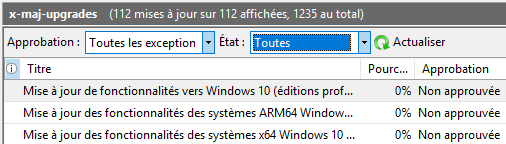 x-maj-upgrades (112 mises à jour sur 112 affichées, 1235 au total)
Approbation : Toutes les exception État : Toutes Actualiser
Titre Pourc... Approbation
Mise à jour de fonctionnalités vers Windows 10 (éditions prof... 0% Non approuvée
Mise à jour des fonctionnalités des systèmes ARM64 Window... 0% Non approuvée
Mise à jour des fonctionnalités des systèmes x64 Windows 10 ... 0% Non approuvée